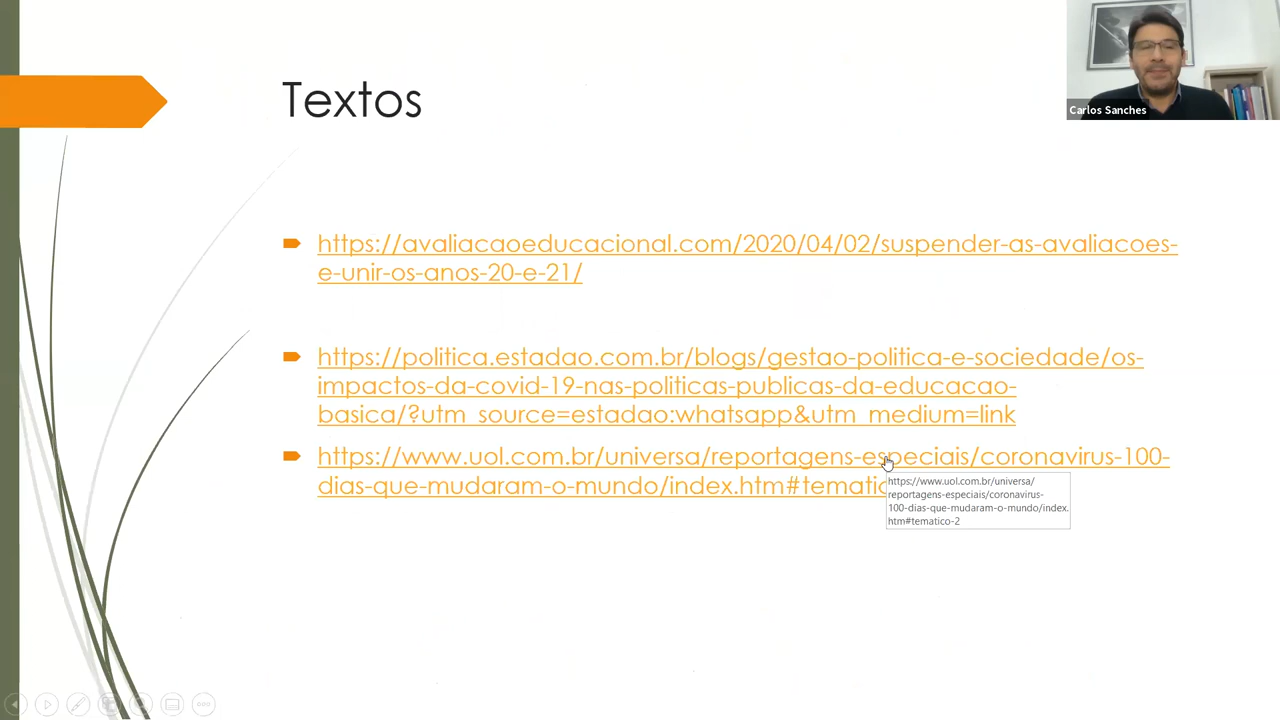 Textos
Carlos Sanches
https://avaliacaoeducacional.com/2020/04/02/suspender-as-avaliacoes-
e-unir-os-anos-20-e-21/
https://politica.estadao.com.br/blogs/gestao-politica-e-sociedade/os-
impactos-da-covid-19-nas-politicas-publicas-da-educacao-
basica/?utm_source=estadao:whatsapp&utm_medium=link
https://www.uol.com.br/universa/reportagens-especiais/coronavirus-100-
dias-que-mudaram-o-mundo/index.htm#tematic
https://www.uol.com.br/universa/
reportagens-especiais/coronavirus-
100-dias-que-mudaram-o-mundo/index.
htm#tematico-2